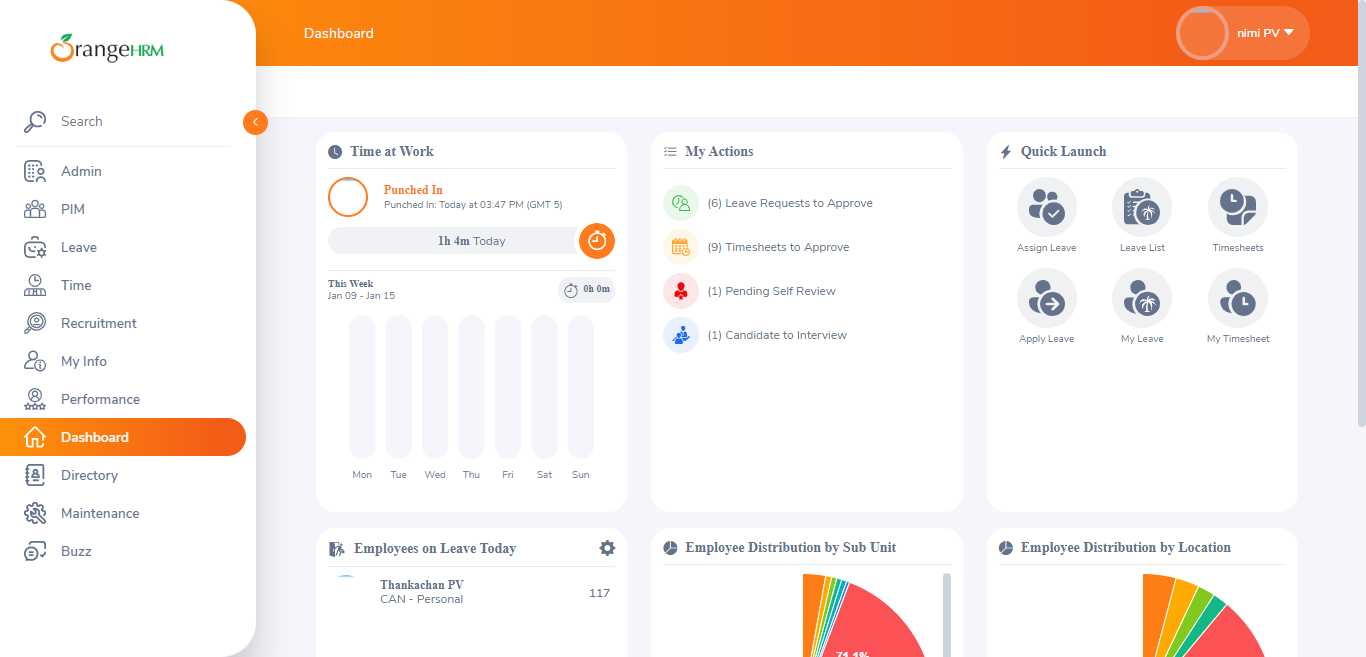 OrangeHRM
Dashboard
nimi PV
Search
Admin
PIM
Leave
Time
Recruitment
My Info
Performance
Dashboard
Directory
Maintenance
Buzz
Time at Work
Punched In
Punched In: Today at 03:47 PM (GMT 5)
1h 4m Today
This Week
Jan 09 - Jan 15
0h 0m
Mon Tue Wed Thu Fri Sat Sun
My Actions
(6) Leave Requests to Approve
(9) Timesheets to Approve
(1) Pending Self Review
(1) Candidate to Interview
Quick Launch
Assign Leave
Leave List
Timesheets
Apply Leave
My Leave
My Timesheet
Employees on Leave Today
Thankachan PV
CAN - Personal
117
Employee Distribution by Sub Unit
71.1%
Employee Distribution by Location